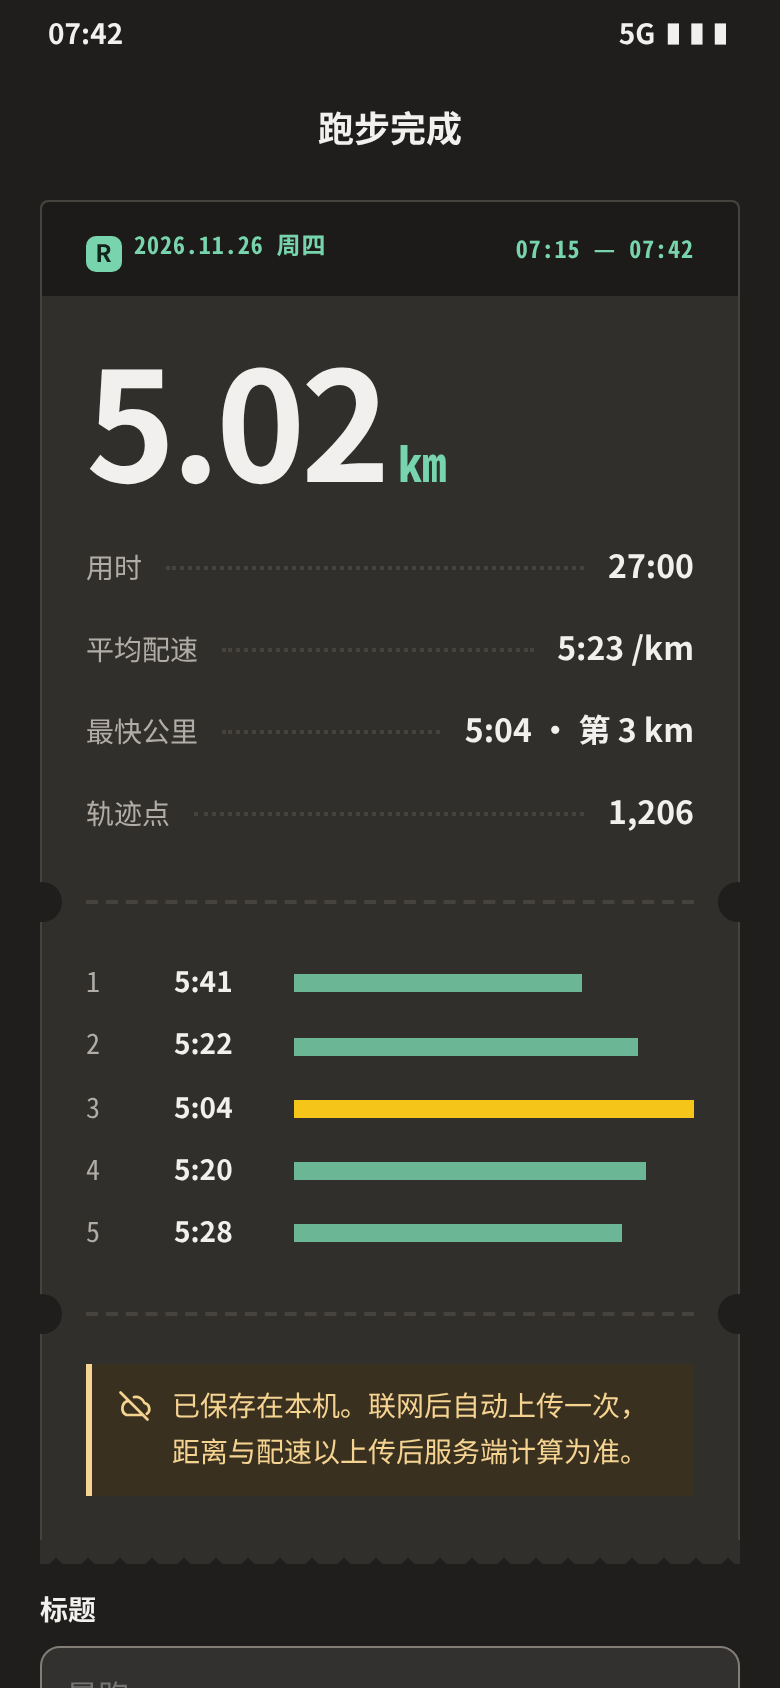 07:42 5G
跑步完成
R 2026.11.26 周四 07:15 — 07:42
5.02 km
用时 27:00
平均配速 5:23 /km
最快公里 5:04 · 第 3 km
轨迹点 1,206
1 5:41
2 5:22
3 5:04
4 5:20
5 5:28
已保存在本机。联网后自动上传一次，
距离与配速以上传后服务端计算为准。
标题